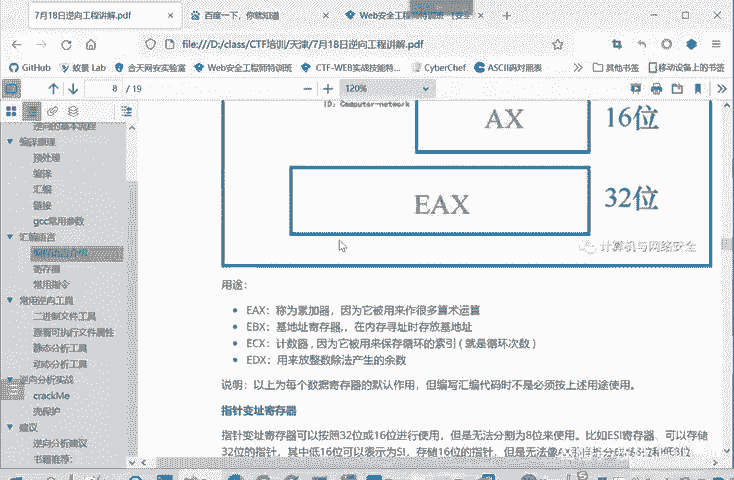 7月18日逆向工程讲解.pdf
百度一下，你就知道
Web安全工程师特训班
file:///D:/class/CTF培训/天津/7月18日逆向工程讲解.pdf
GitHub
蚁景 Lab
合天网安实验室
Web安全工程师特训班
CTF-WEB实战技能特...
CyberChef
ASCII码对照表
其他书签
移动设备上的书签
8 / 19
120%
逆向的基本流程
编译原理
预处理
编译
汇编
链接
gcc常用参数
汇编语言
寄存器
常用指令
常用逆向工具
二进制文件工具
查看可执行文件属性
静态分析工具
动态分析工具
逆向分析实战
crackMe
壳保护
建议
逆向分析建议
书籍推荐：
ID: Computer-network
AX
16位
EAX
32位
计算机与网络安全
用途：
EAX：称为累加器，因为它被用来作很多算术运算
EBX：基地址寄存器，，在内存寻址时存放基地址
ECX：计数器，因为它被用来保存循环的索引（就是循环次数）
EDX：用来放整数除法产生的余数
说明：以上为每个数据寄存器的默认作用，但编写汇编代码时不是必须按上述用途使用。
指针变址寄存器
指针变址寄存器可以按照32位或16位进行使用，但是无法分割为8位来使用。比如ESI寄存器，可以存储
32位的指针，其中低16位可以表示为SI，存储16位的指针，但是无法像AX那样拆分成高8位和低8位